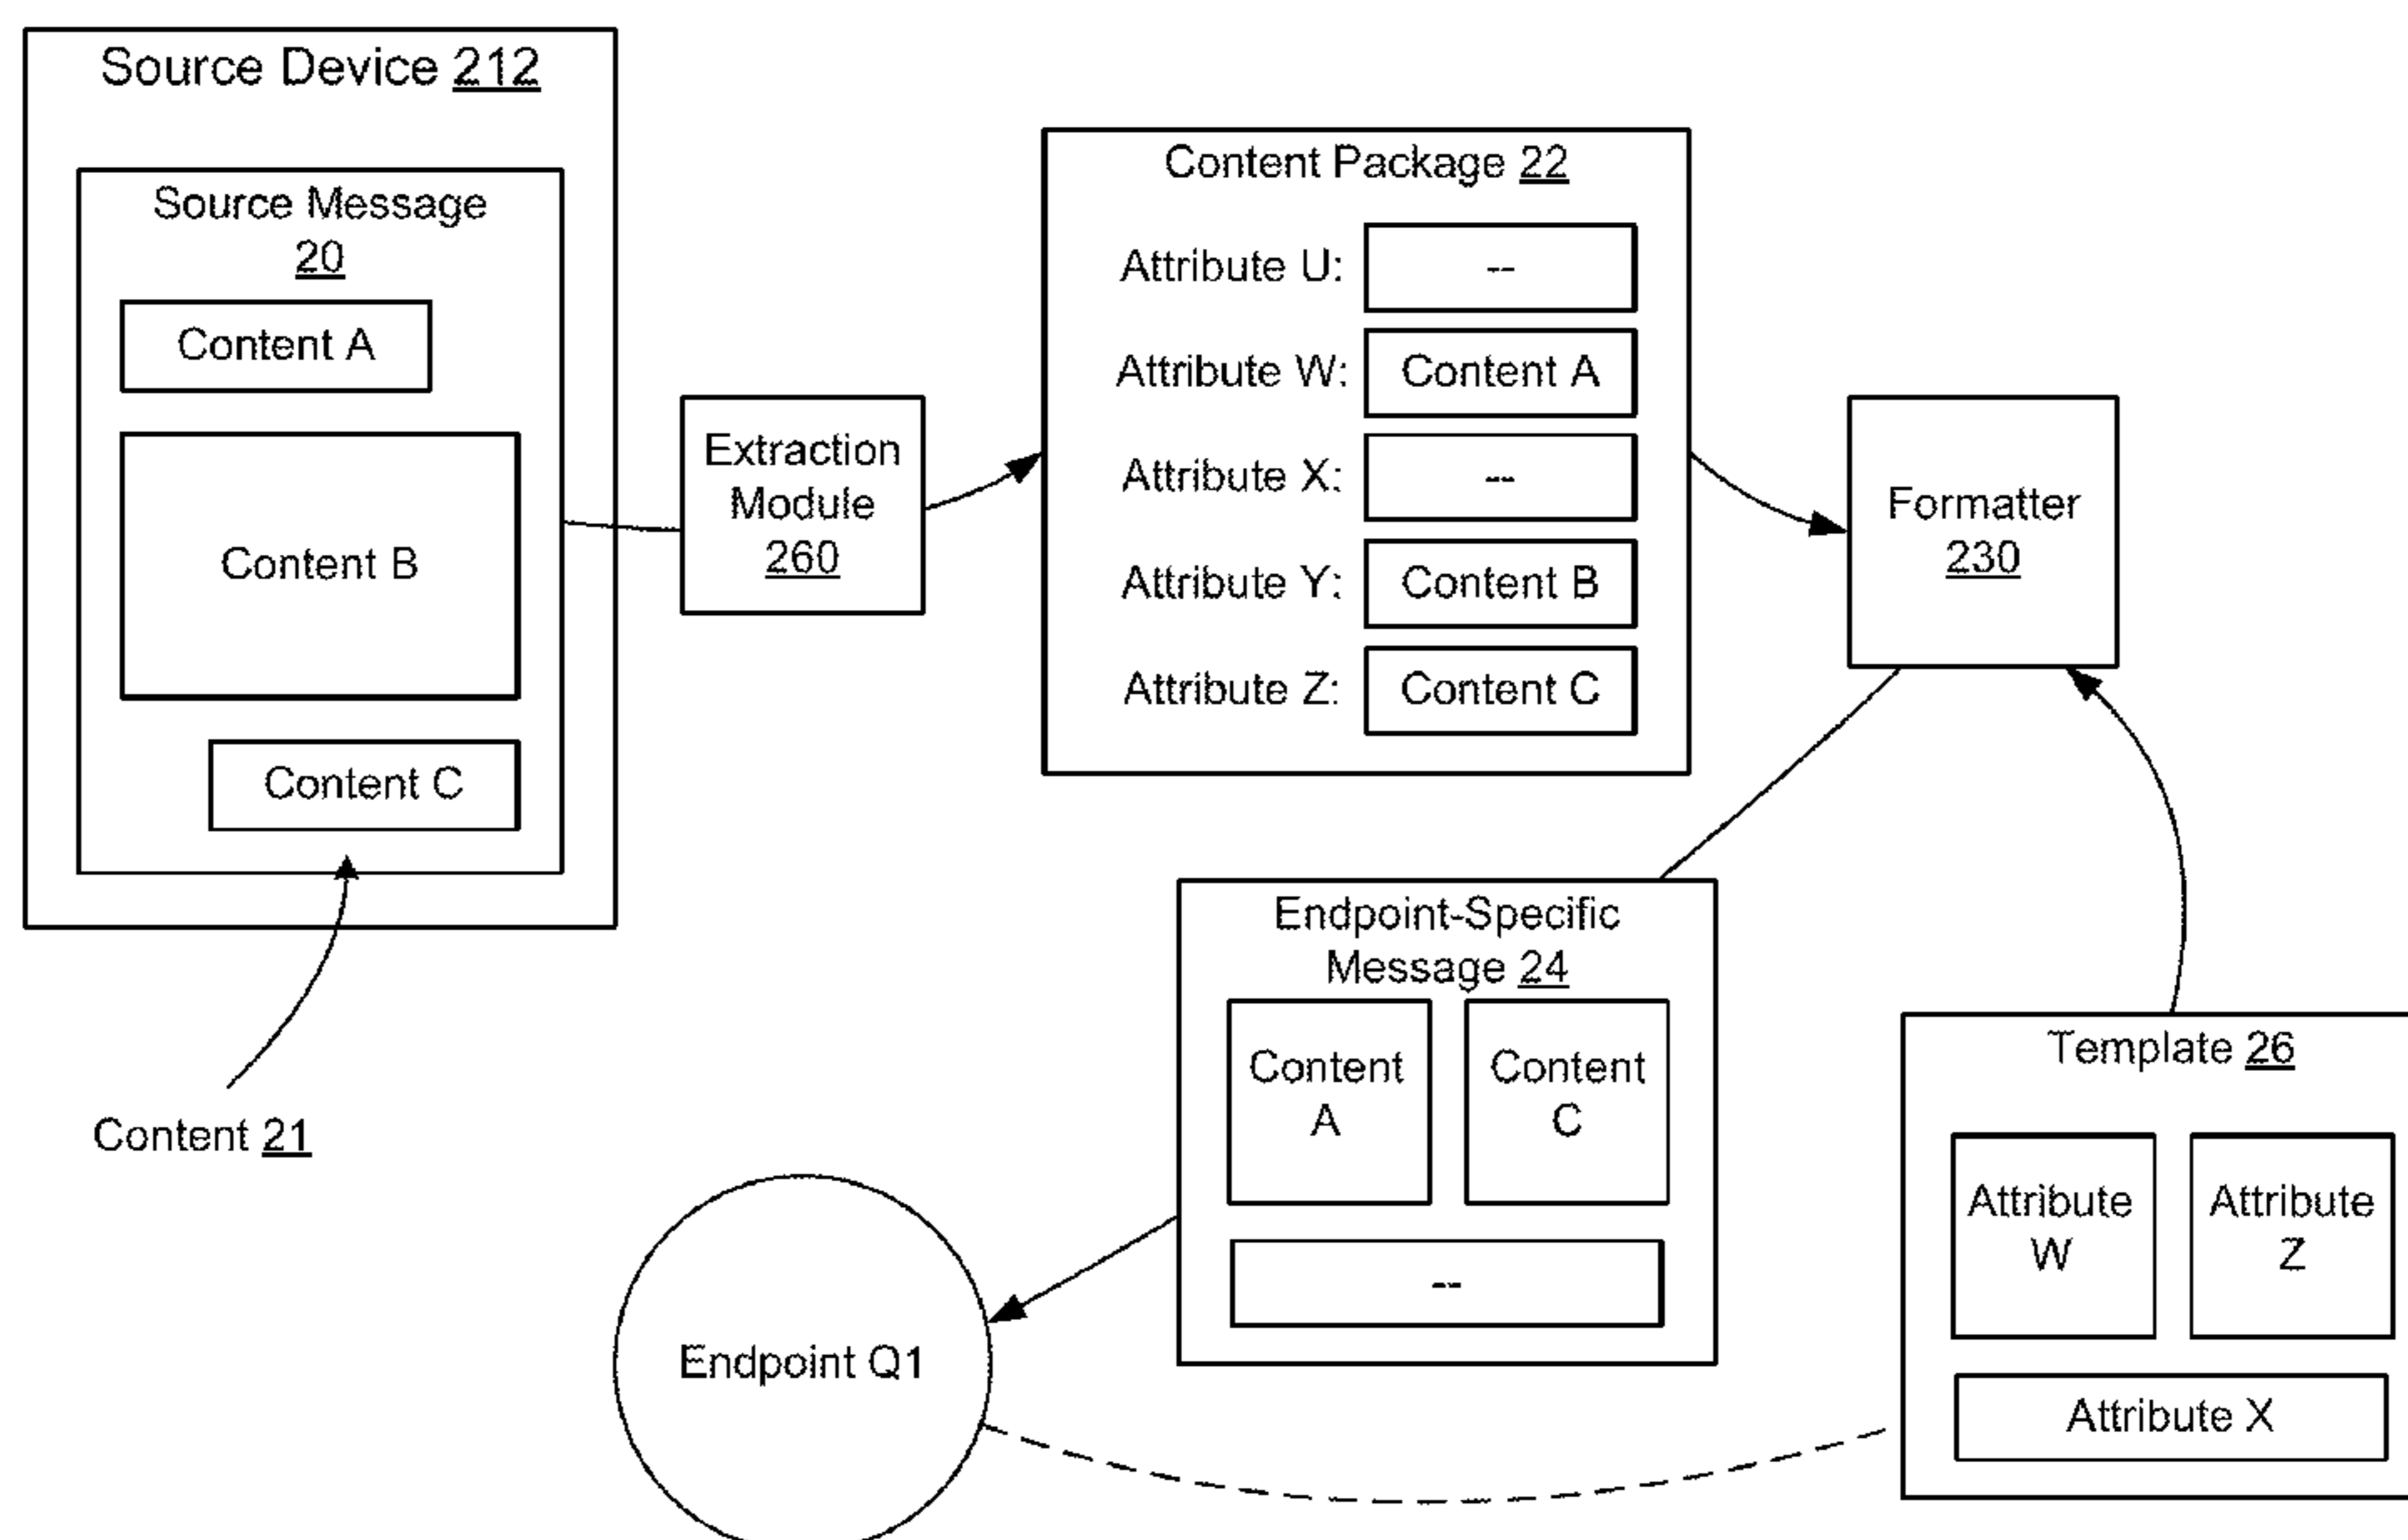 Source Device 212
Source Message
20
Content A
Content B
Content C
Content 21
Extraction
Module
260
Content Package 22
Attribute U: --
Attribute W: Content A
Attribute X: --
Attribute Y: Content B
Attribute Z: Content C
Formatter
230
Endpoint-Specific
Message 24
Content
A
Content
C
--
Template 26
Attribute
W
Attribute
Z
Attribute X
Endpoint Q1